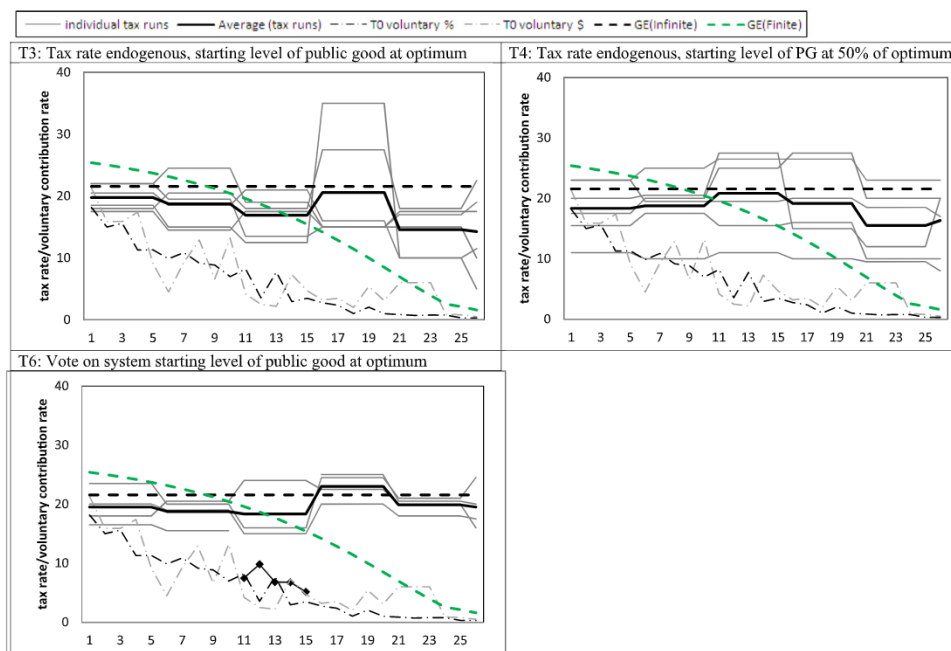 individual tax runs Average (tax runs) T0 voluntary % T0 voluntary $ GE(Infinite) GE(Finite)
T3: Tax rate endogenous, starting level of public good at optimum
tax rate/voluntary contribution rate
40
30
20
10
0
1 3 5 7 9 11 13 15 17 19 21 23 25
T4: Tax rate endogenous, starting level of PG at 50% of optimum
tax rate/voluntary contribution rate
40
30
20
10
0
1 3 5 7 9 11 13 15 17 19 21 23 25
T6: Vote on system starting level of public good at optimum
tax rate/voluntary contribution rate
40
30
20
10
0
1 3 5 7 9 11 13 15 17 19 21 23 25